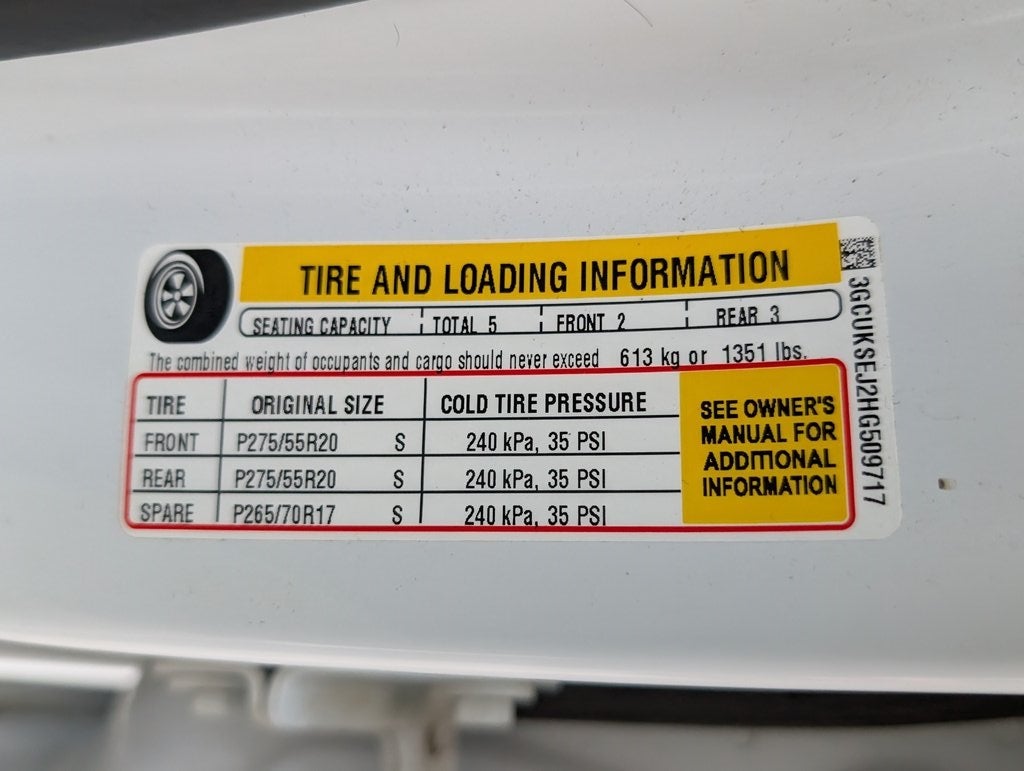 TIRE AND LOADING INFORMATION
SEATING CAPACITY TOTAL 5 FRONT 2 REAR 3
The combined weight of occupants and cargo should never exceed 613 kg or 1351 lbs.
TIRE ORIGINAL SIZE COLD TIRE PRESSURE
FRONT P275/55R20 S 240 kPa, 35 PSI
REAR P275/55R20 S 240 kPa, 35 PSI
SPARE P265/70R17 S 240 kPa, 35 PSI
SEE OWNER'S
MANUAL FOR
ADDITIONAL
INFORMATION
3GCUKSEJ2HG509717